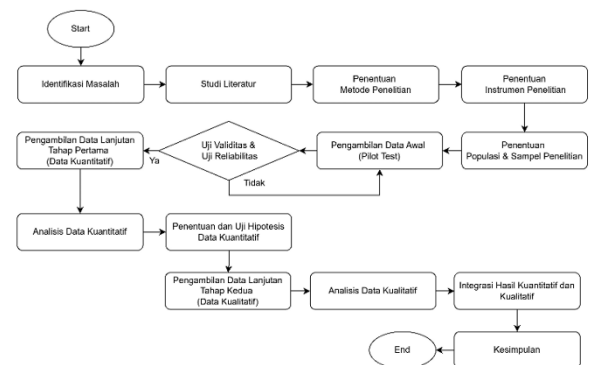 Start
Identifikasi Masalah
Studi Literatur
Penentuan
Metode Penelitian
Penentuan
Instrumen Penelitian
Penentuan
Populasi & Sampel Penelitian
Pengambilan Data Awal
(Pilot Test)
Uji Validitas &
Uji Reliabilitas
Tidak
Ya
Pengambilan Data Lanjutan
Tahap Pertama
(Data Kuantitatif)
Analisis Data Kuantitatif
Penentuan dan Uji Hipotesis
Data Kuantitatif
Pengambilan Data Lanjutan
Tahap Kedua
(Data Kualitatif)
Analisis Data Kualitatif
Integrasi Hasil Kuantitatif dan
Kualitatif
Kesimpulan
End